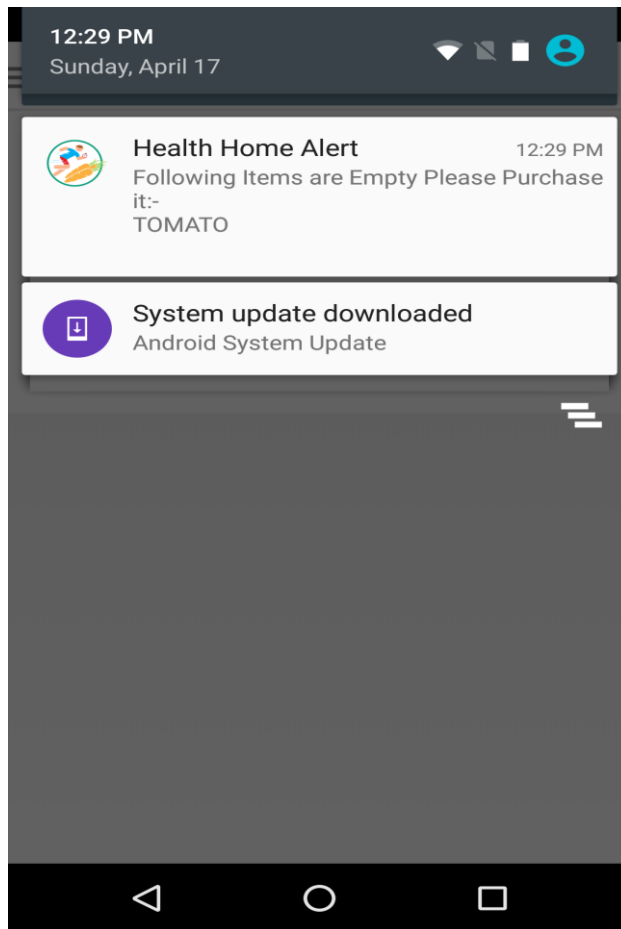 12:29 PM
Sunday, April 17
Health Home Alert 12:29 PM
Following Items are Empty Please Purchase
it:-
TOMATO
System update downloaded
Android System Update